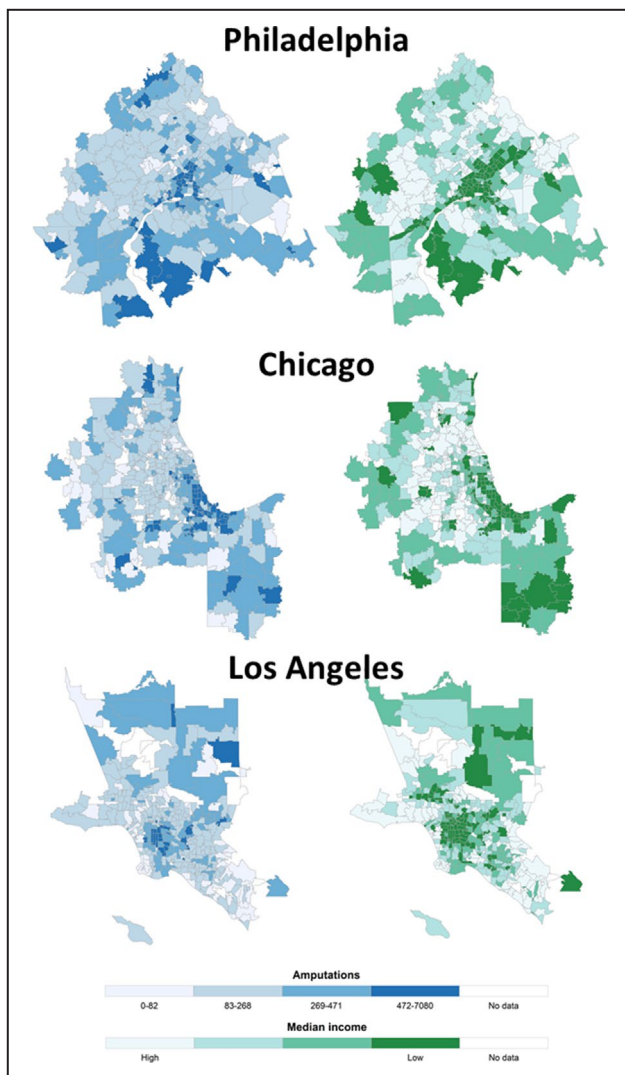 Philadelphia
Chicago
Los Angeles
Amputations
0-82 83-268 269-471 472-7080 No data
Median income
High Low No data